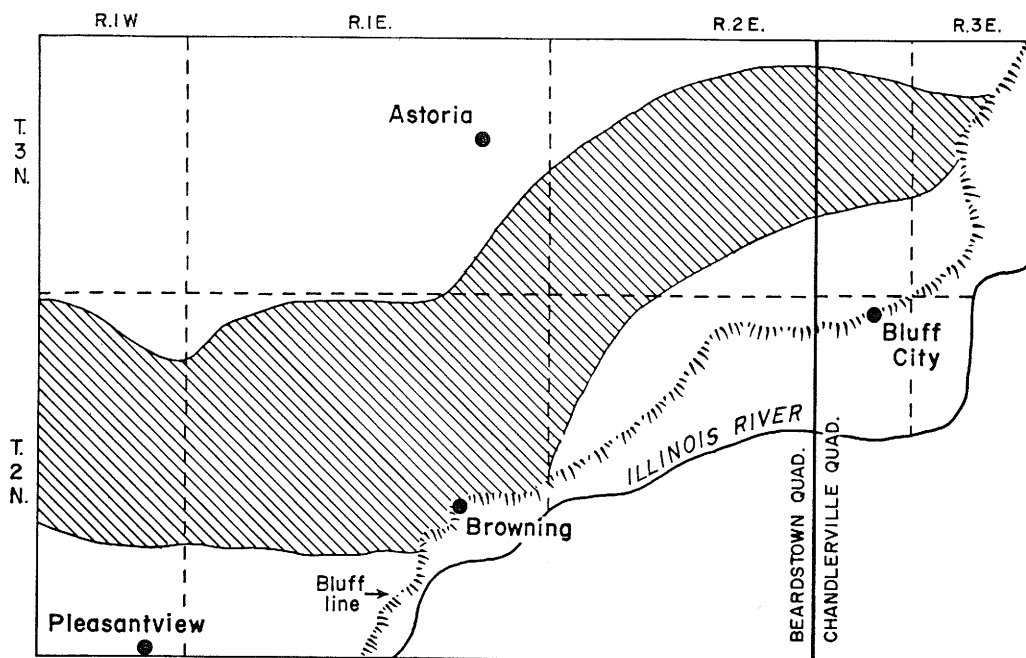 R.1W
R.1E.
R.2E.
R.3E.
T.
3
N.
Astoria
Bluff
City
T.
2
N.
ILLINOIS RIVER
BEARDSTOWN QUAD.
CHANDLERVILLE QUAD.
Browning
Bluff
line
Pleasantview